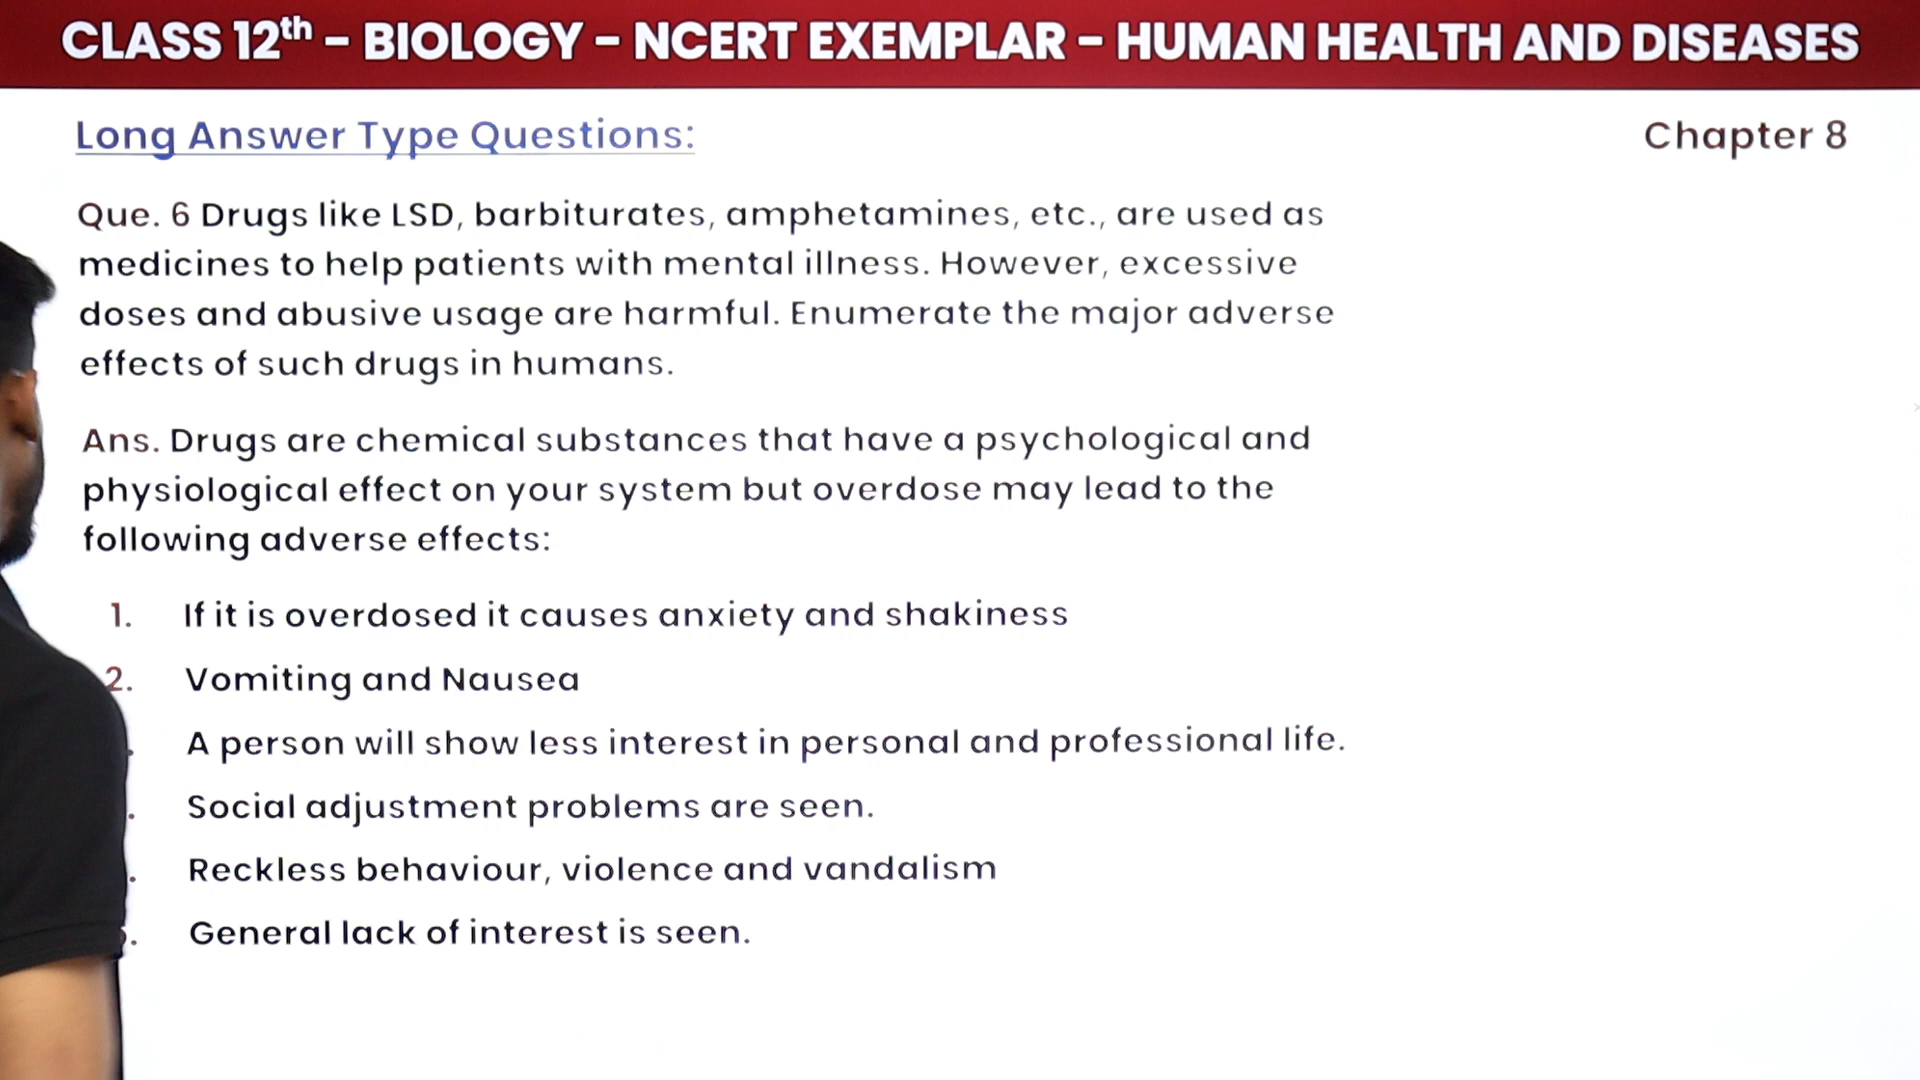 CLASS 12th – BIOLOGY – NCERT EXEMPLAR – HUMAN HEALTH AND DISEASES
Long Answer Type Questions:
Chapter 8
Que. 6 Drugs like LSD, barbiturates, amphetamines, etc., are used as
medicines to help patients with mental illness. However, excessive
doses and abusive usage are harmful. Enumerate the major adverse
effects of such drugs in humans.
Ans. Drugs are chemical substances that have a psychological and
physiological effect on your system but overdose may lead to the
following adverse effects:
1. If it is overdosed it causes anxiety and shakiness
2. Vomiting and Nausea
. A person will show less interest in personal and professional life.
. Social adjustment problems are seen.
. Reckless behaviour, violence and vandalism
. General lack of interest is seen.